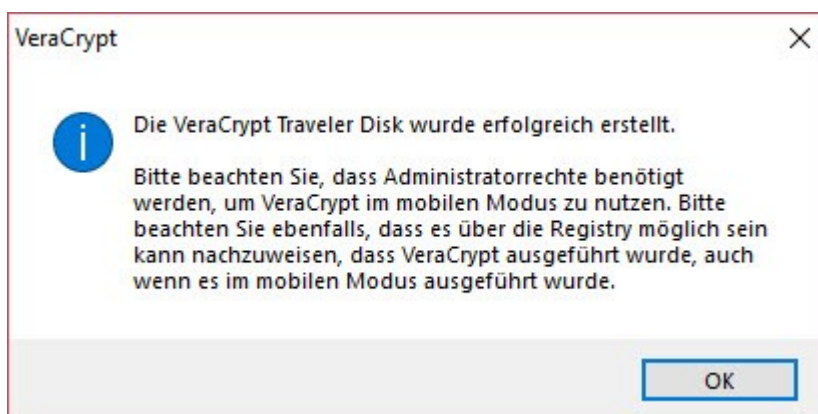 VeraCrypt
Die VeraCrypt Traveler Disk wurde erfolgreich erstellt.
Bitte beachten Sie, dass Administratorrechte benötigt
werden, um VeraCrypt im mobilen Modus zu nutzen. Bitte
beachten Sie ebenfalls, dass es über die Registry möglich sein
kann nachzuweisen, dass VeraCrypt ausgeführt wurde, auch
wenn es im mobilen Modus ausgeführt wurde.
OK